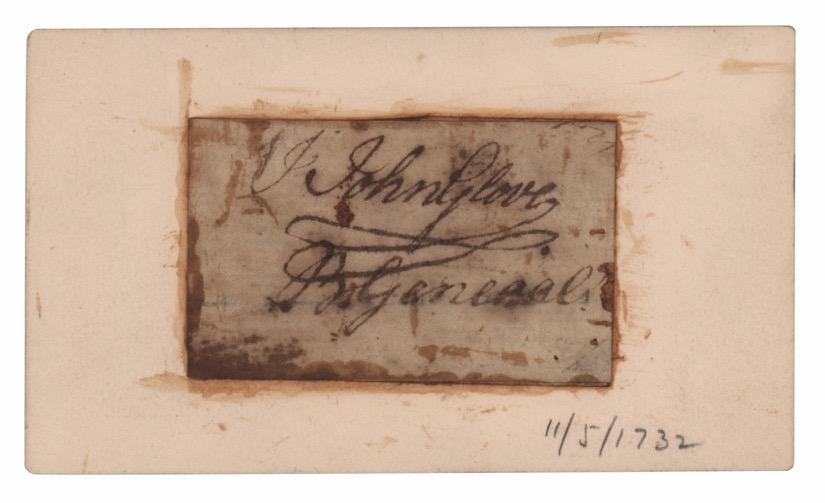 J John Glover
B. General
11/5/1732